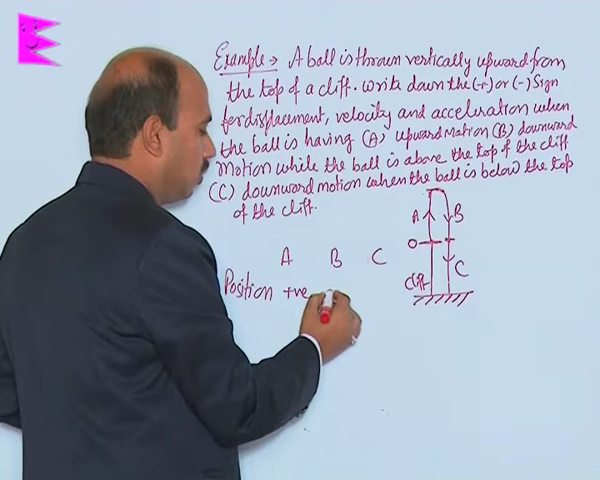 Example → A ball is thrown vertically upward from
the top of a cliff. Write down the (+) or (-) Sign
for displacement, velocity and acceleration when
the ball is having (A) upward Motion (B) downward
Motion while the ball is above the top of the cliff
(C) downward motion when the ball is below the top
of the cliff.
A B
O
C
Cliff
A B C
Position +ve